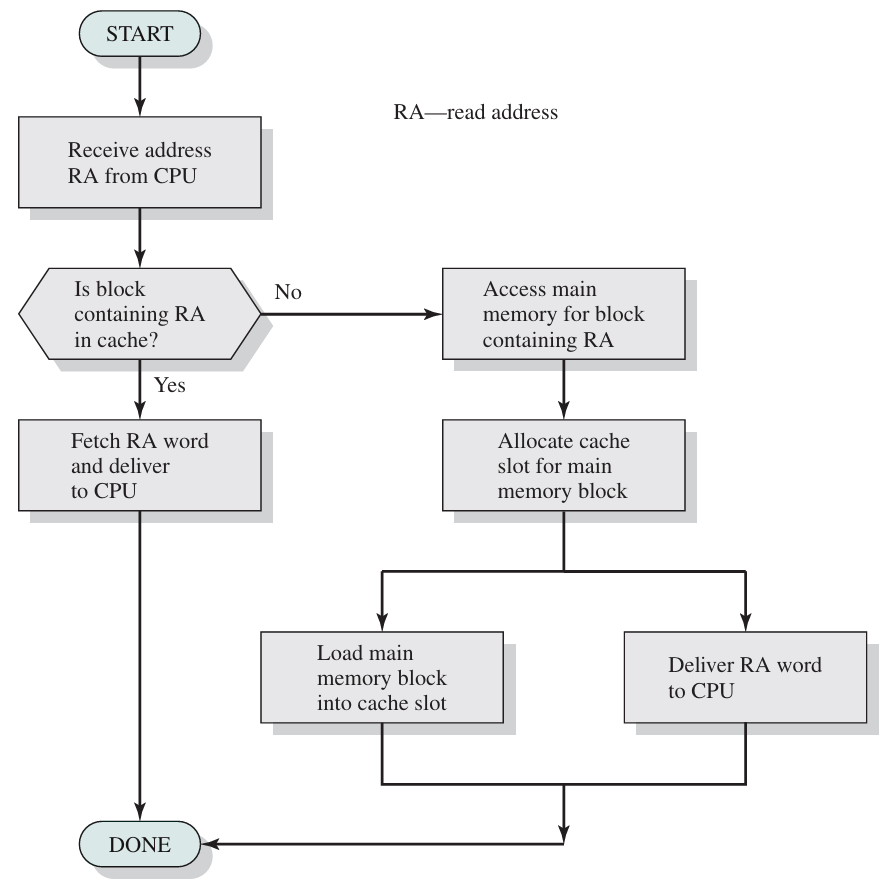 START
RA—read address
Receive address
RA from CPU
Is block
containing RA
in cache?
No
Access main
memory for block
containing RA
Yes
Fetch RA word
and deliver
to CPU
Allocate cache
slot for main
memory block
Load main
memory block
into cache slot
Deliver RA word
to CPU
DONE